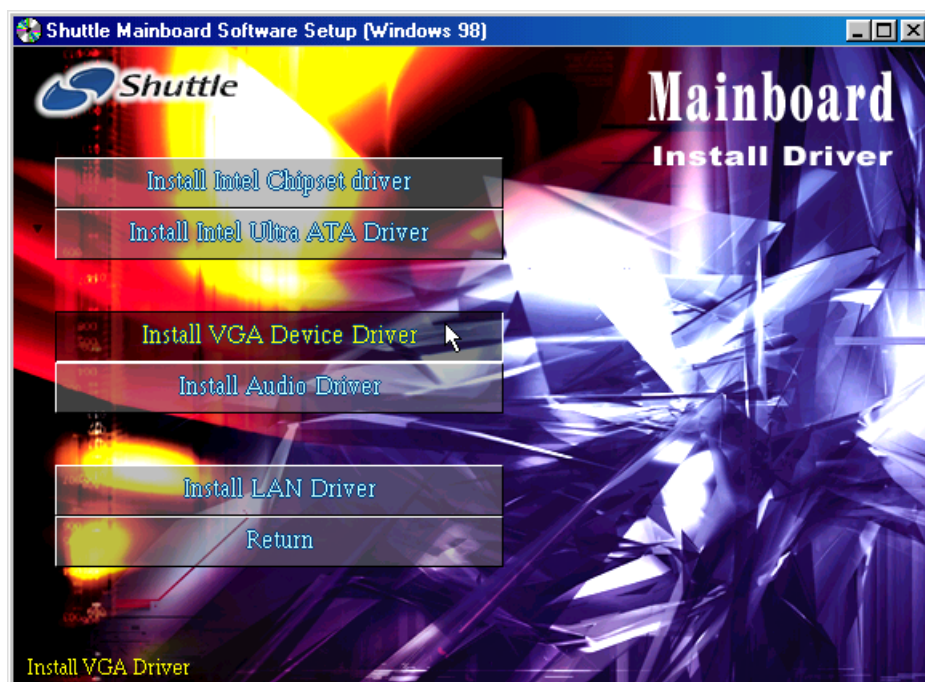 Shuttle Mainboard Software Setup (Windows 98)
Shuttle
Mainboard
Install Driver
Install Intel Chipset driver
Install Intel Ultra ATA Driver
Install VGA Device Driver
Install Audio Driver
Install LAN Driver
Return
Install VGA Driver